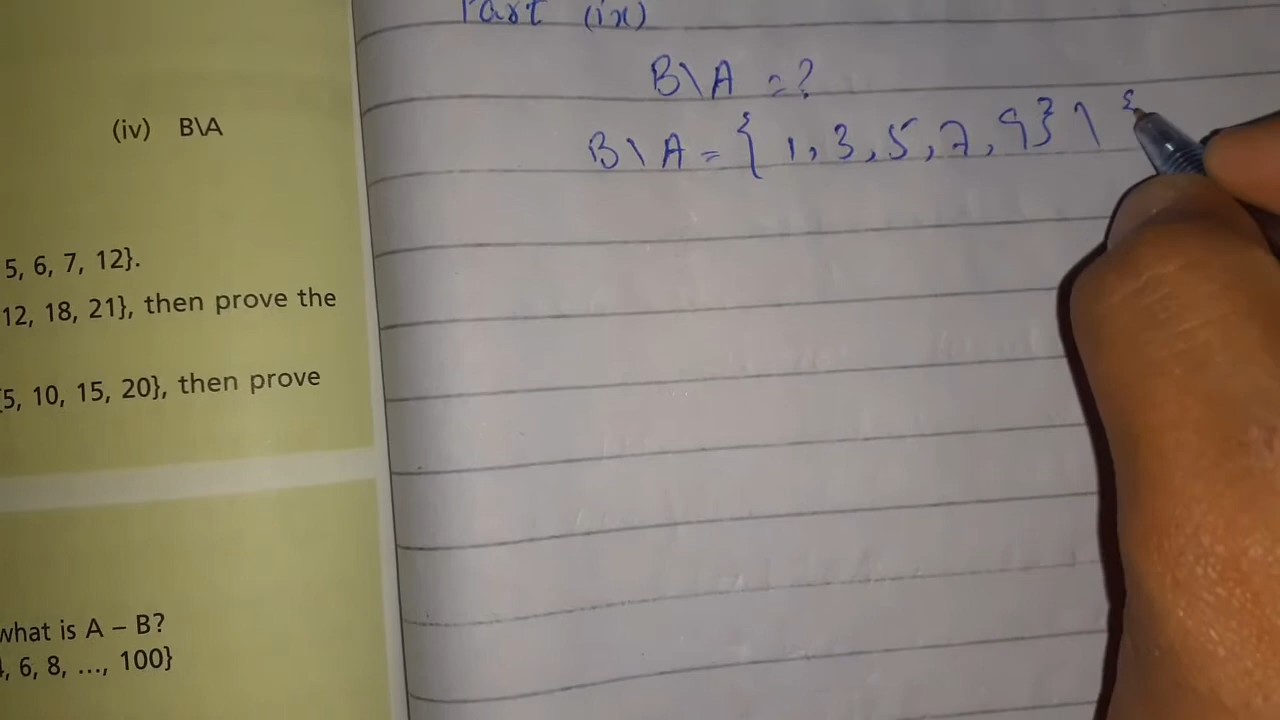 (iv) B\A
5, 6, 7, 12}.
12, 18, 21}, then prove the
5, 10, 15, 20}, then prove
what is A – B?
, 6, 8, ..., 100}
Part (ix)
B\A = ?
B\A = { 1, 3, 5, 7, 9} \ {